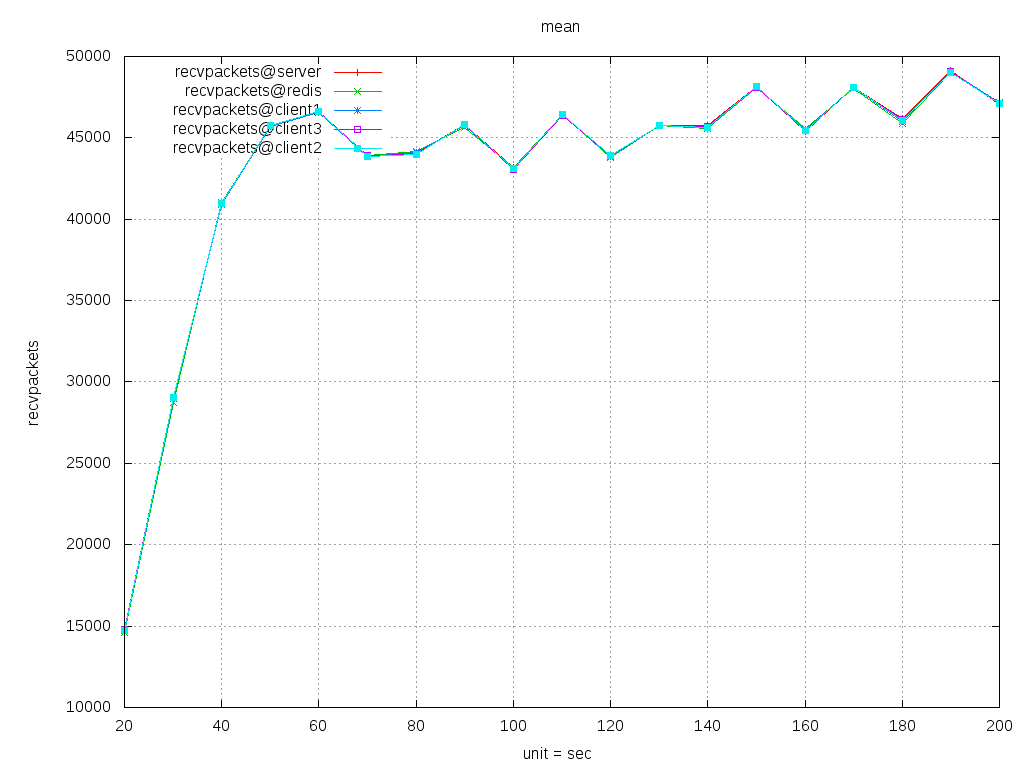 mean
50000
45000
40000
35000
30000
25000
20000
15000
10000
recvpackets@server
recvpackets@redis
recvpackets@client1
recvpackets@client3
recvpackets@client2
recvpackets
20 40 60 80 100 120 140 160 180 200
unit = sec